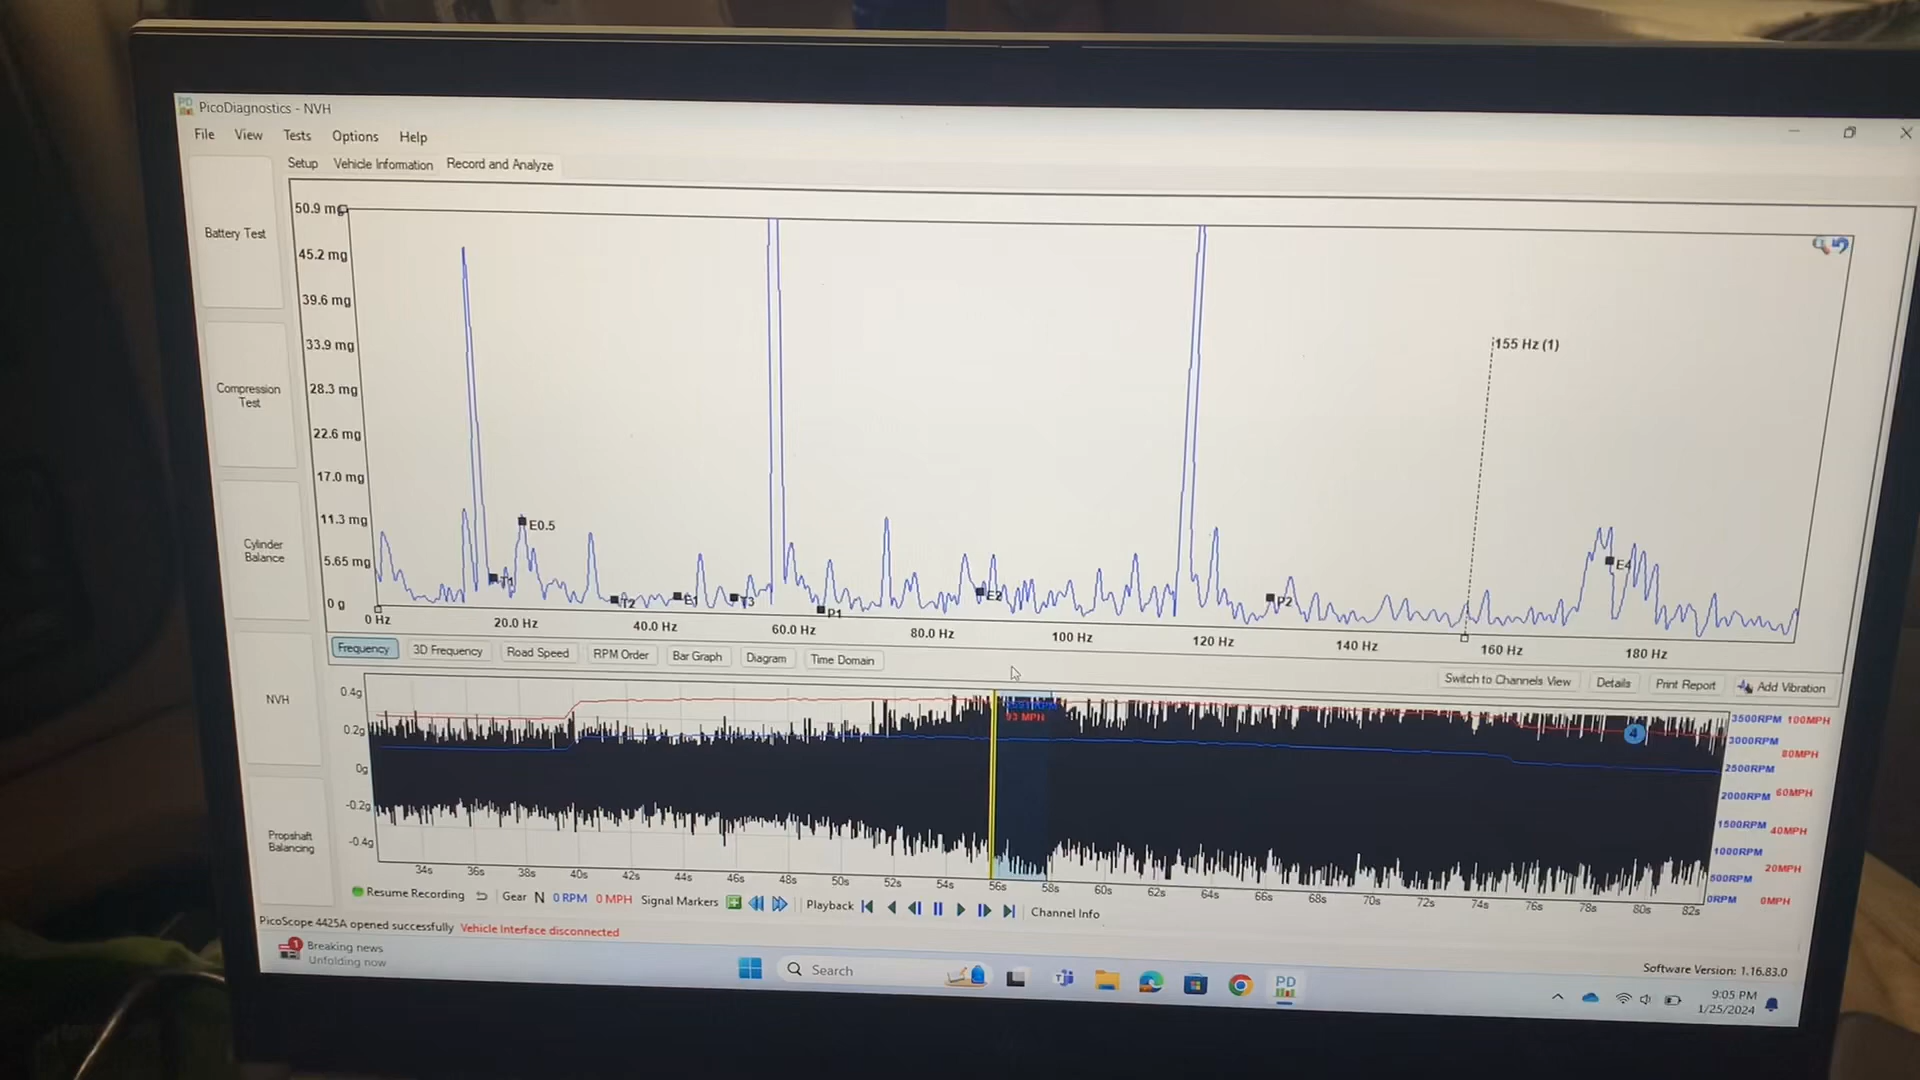 PicoDiagnostics - NVH
File View Tests Options Help
Setup Vehicle Information Record and Analyze
Battery Test
Compression Test
Cylinder Balance
NVH
Propshaft Balancing
50.9 mg
45.2 mg
39.6 mg
33.9 mg
28.3 mg
22.6 mg
17.0 mg
11.3 mg
5.65 mg
0 g
155 Hz (1)
E0.5
T1
T2
E1
T3
P1
E2
P2
E4
0 Hz 20.0 Hz 40.0 Hz 60.0 Hz 80.0 Hz 100 Hz 120 Hz 140 Hz 160 Hz 180 Hz
Frequency 3D Frequency Road Speed RPM Order Bar Graph Diagram Time Domain
Switch to Channels View Details Print Report Add Vibration
0.4g
0.2g
0g
-0.2g
-0.4g
93 MPH
4
3500RPM 100MPH
3000RPM 80MPH
2500RPM
2000RPM 60MPH
1500RPM 40MPH
1000RPM
500RPM 20MPH
0RPM 0MPH
34s 36s 38s 40s 42s 44s 46s 48s 50s 52s 54s 56s 58s 60s 62s 64s 66s 68s 70s 72s 74s 76s 78s 80s 82s
Resume Recording Gear N 0 RPM 0 MPH Signal Markers Playback Channel Info
PicoScope 4425A opened successfully Vehicle Interface disconnected
Software Version: 1.16.83.0
1
Breaking news
Unfolding now
Search
PD
9:05 PM
1/25/2024